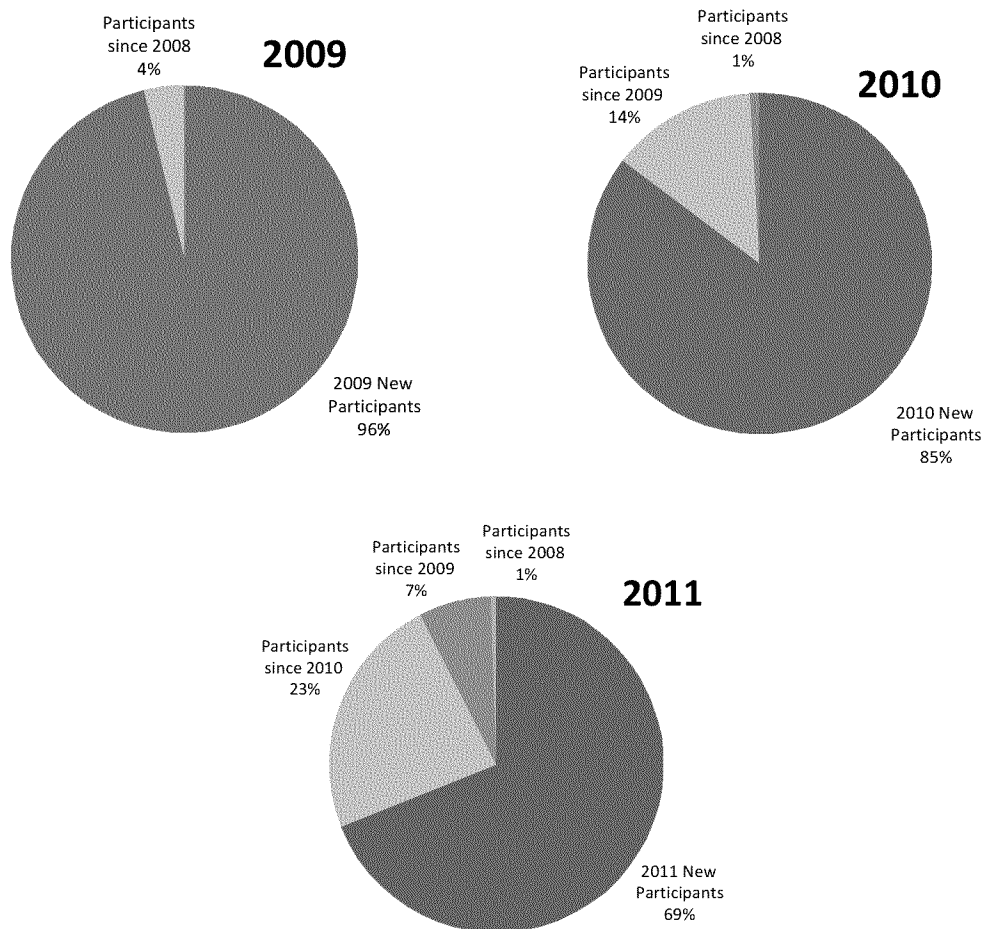 Participants
since 2008
4%
2009
2009 New
Participants
96%
Participants
since 2008
1%
Participants
since 2009
14%
2010
2010 New
Participants
85%
Participants
since 2008
1%
Participants
since 2009
7%
2011
Participants
since 2010
23%
2011 New
Participants
69%